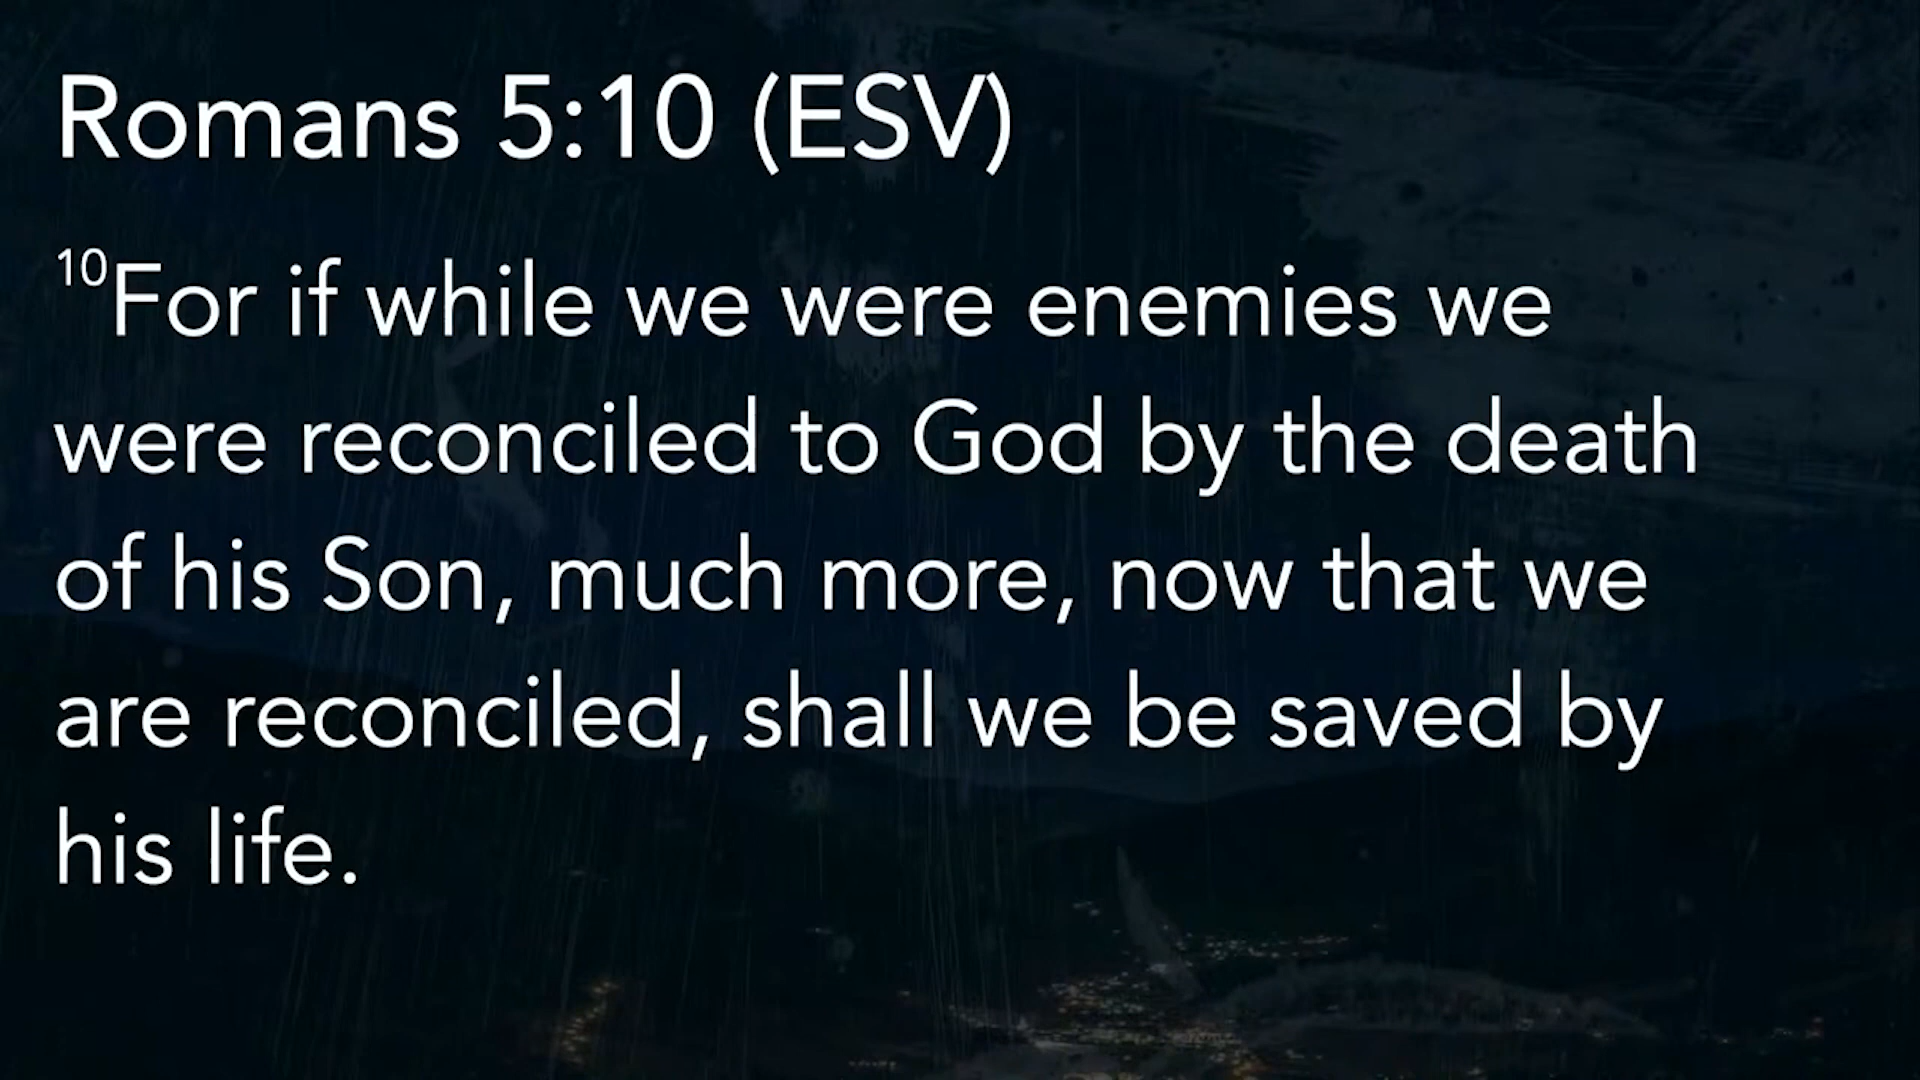 Romans 5:10 (ESV)
10For if while we were enemies we
were reconciled to God by the death
of his Son, much more, now that we
are reconciled, shall we be saved by
his life.